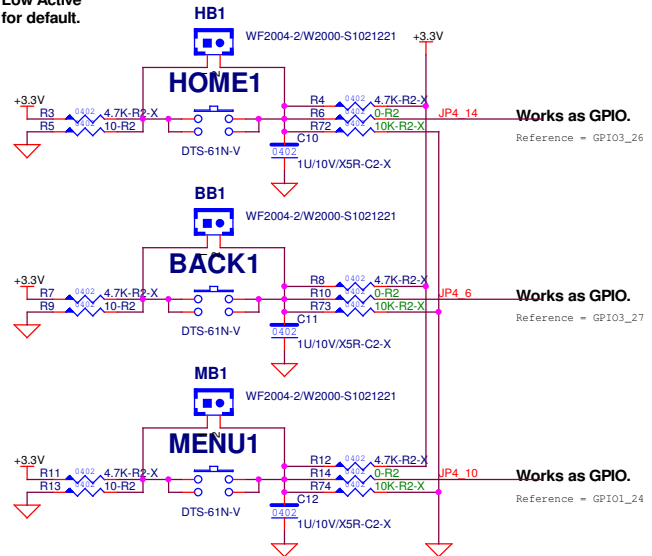 Low Active
for default.
HB1
WF2004-2/W2000-S1021221
+3.3V
HOME1
+3.3V
R3 0402 4.7K-R2-X
R5 0402 10-R2
DTS-61N-V
R4 0402 4.7K-R2-X
R6 0402 0-R2 JP4_14
R72 0402 10K-R2-X
C10
0402
1U/10V/X5R-C2-X
Works as GPIO.
Reference = GPIO3_26
BB1
WF2004-2/W2000-S1021221
BACK1
+3.3V
R7 0402 4.7K-R2-X
R9 0402 10-R2
DTS-61N-V
R8 0402 4.7K-R2-X
R10 0402 0-R2 JP4_6
R73 0402 10K-R2-X
C11
0402
1U/10V/X5R-C2-X
Works as GPIO.
Reference = GPIO3_27
MB1
WF2004-2/W2000-S1021221
MENU1
+3.3V
R11 0402 4.7K-R2-X
R13 0402 10-R2
DTS-61N-V
R12 0402 4.7K-R2-X
R14 0402 0-R2 JP4_10
R74 0402 10K-R2-X
C12
0402
1U/10V/X5R-C2-X
Works as GPIO.
Reference = GPIO1_24